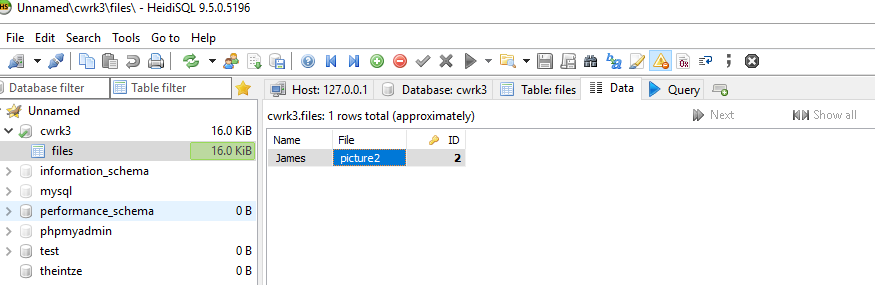 Unnamed\cwrk3\files\ - HeidiSQL 9.5.0.5196
File Edit Search Tools Go to Help
Database filter Table filter Host: 127.0.0.1 Database: cwrk3 Table: files Data Query
Unnamed
cwrk3 16.0 KiB
files 16.0 KiB
information_schema
mysql
performance_schema 0 B
phpmyadmin
test 0 B
theintze 0 B
cwrk3.files: 1 rows total (approximately) Next Show all
Name File ID
James picture2 2